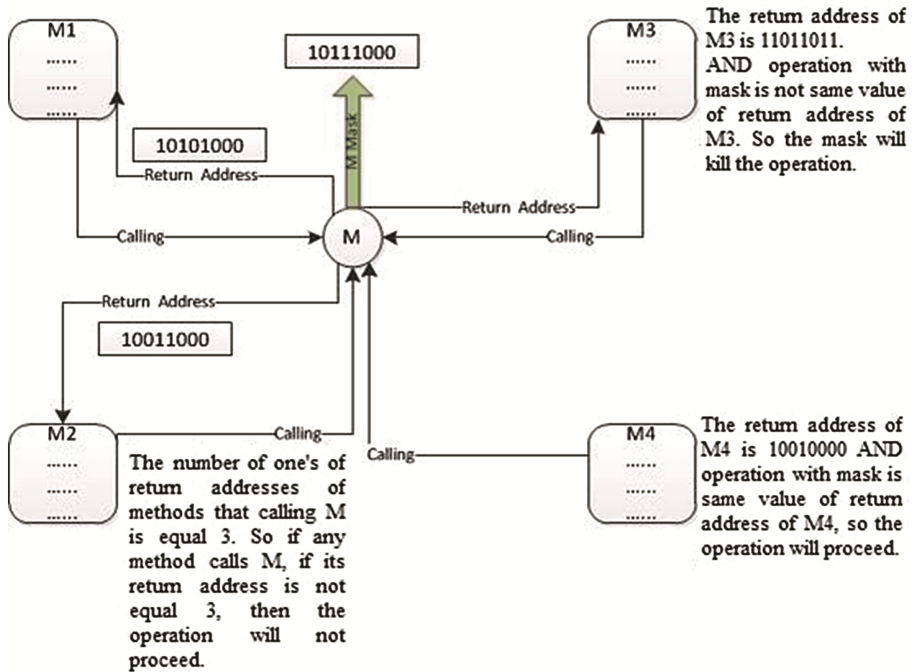 M1
......
......
......
10111000
M3
......
......
......
The return address of
M3 is 11011011.
AND operation with
mask is not same value
of return address of
M3. So the mask will
kill the operation.
10101000
M Mask
Return Address
Return Address
Calling
M
Calling
Return Address
10011000
M2
......
......
......
Calling
Calling
M4
......
......
......
The return address of
M4 is 10010000 AND
operation with mask is
same value of return
address of M4, so the
operation will proceed.
The number of one's of
return addresses of
methods that calling M
is equal 3. So if any
method calls M, if its
return address is not
equal 3, then the
operation will not
proceed.